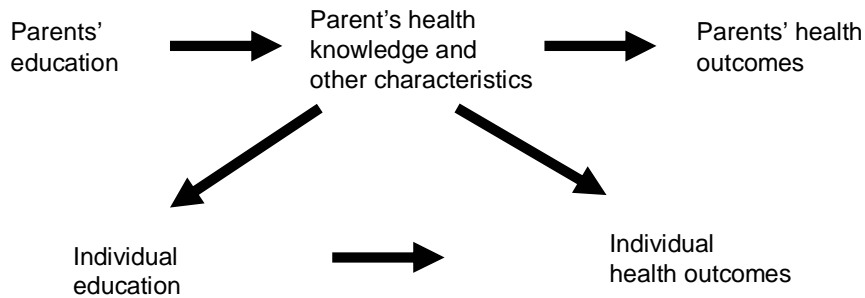 Parents’
education
Parent’s health
knowledge and
other characteristics
Parents’ health
outcomes
Individual
education
Individual
health outcomes